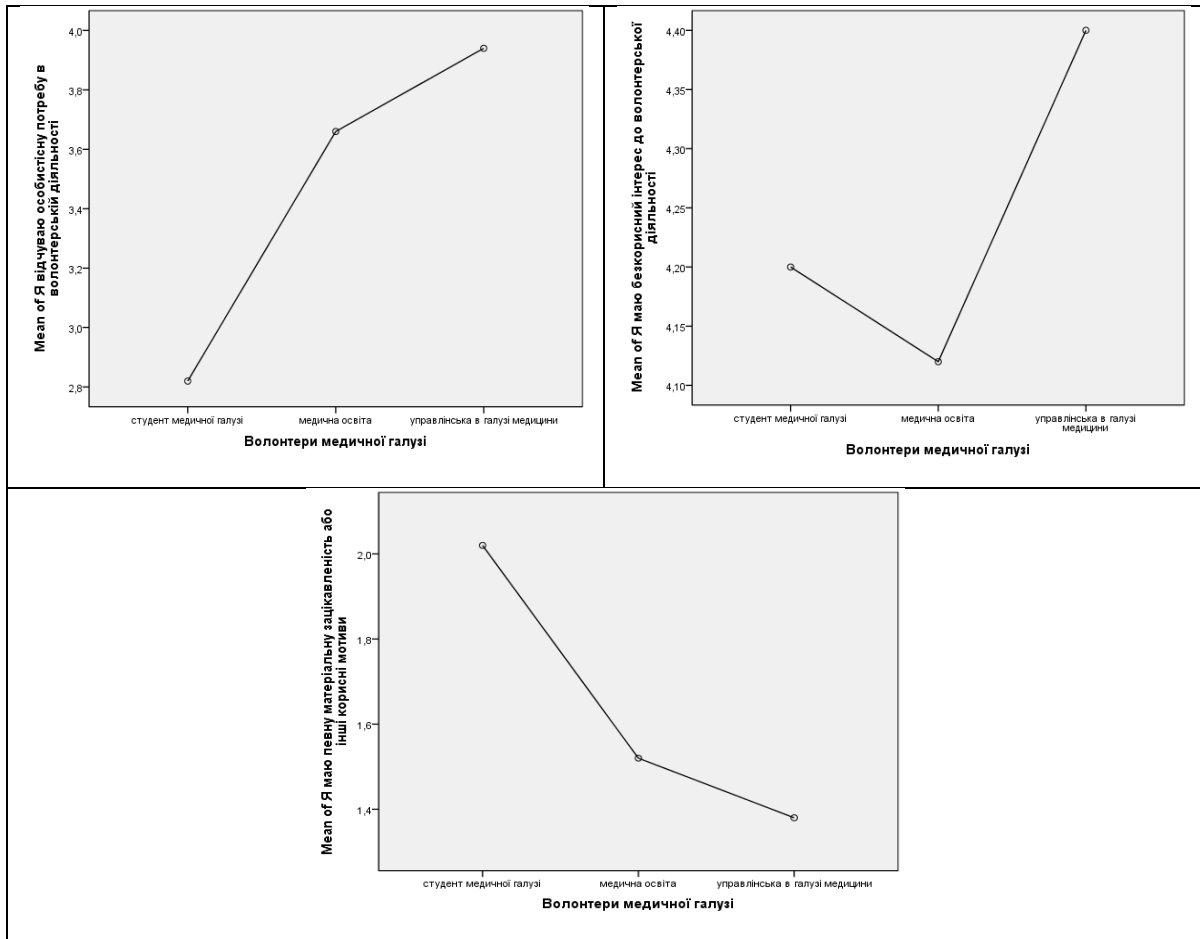 Mean of Я відчуваю особистісну потребу в
волонтерській діяльності
4,0
3,8
3,6
3,4
3,2
3,0
2,8
студент медичної галузі
медична освіта
управлінська в галузі медицини
Волонтери медичної галузі
Mean of Я маю безкорисний інтерес до волонтерської
діяльності
4,40
4,35
4,30
4,25
4,20
4,15
4,10
студент медичної галузі
медична освіта
управлінська в галузі
медицини
Волонтери медичної галузі
Mean of Я маю певну матеріальну зацікавленість або
інші корисні мотиви
2,0
1,8
1,6
1,4
студент медичної галузі
медична освіта
управлінська в галузі медицини
Волонтери медичної галузі